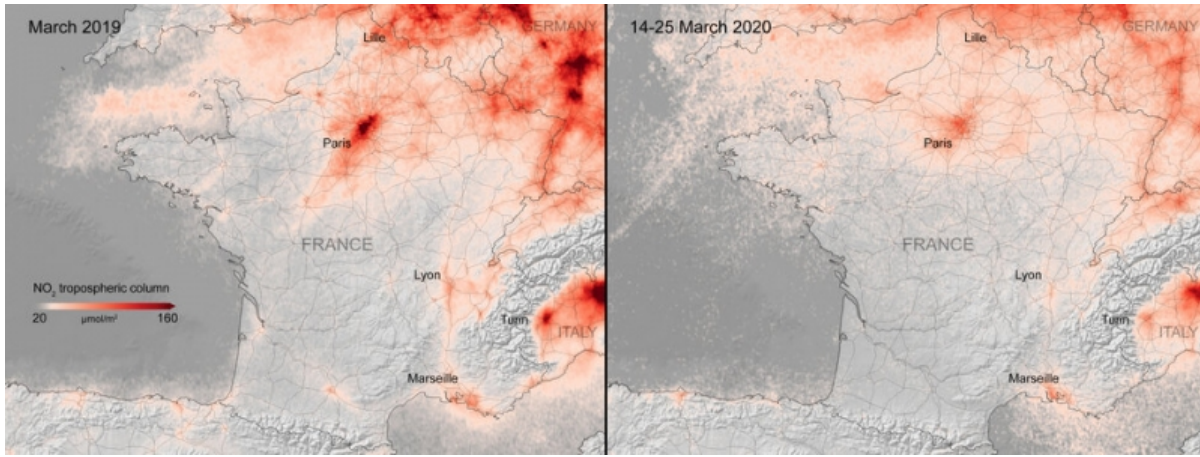 March 2019
Lille
GERMANY
Paris
FRANCE
Lyon
NO₂ tropospheric column
20 µmol/m² 160
Turin
ITALY
Marseille
14-25 March 2020
Lille
GERMANY
Paris
FRANCE
Lyon
Turin
ITALY
Marseille